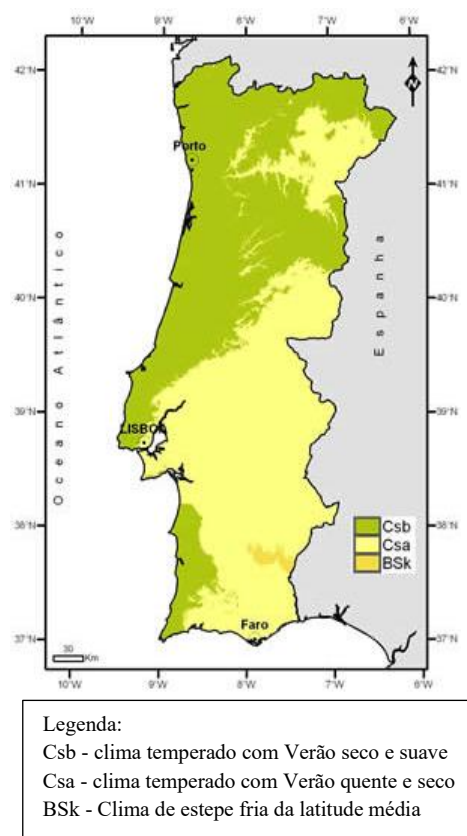 10°W 9°W 8°W 7°W 6°W
42°N
42°N
Porto
41°N
41°N
Oceano Atlântico
Espanha
40°N
40°N
39°N
39°N
LISBOA
38°N
38°N
Csb
Csa
BSk
Faro
37°N
37°N
30
Km
10°W 9°W 8°W 7°W 6°W
Legenda:
Csb - clima temperado com Verão seco e suave
Csa - clima temperado com Verão quente e seco
BSk - Clima de estepe fria da latitude média